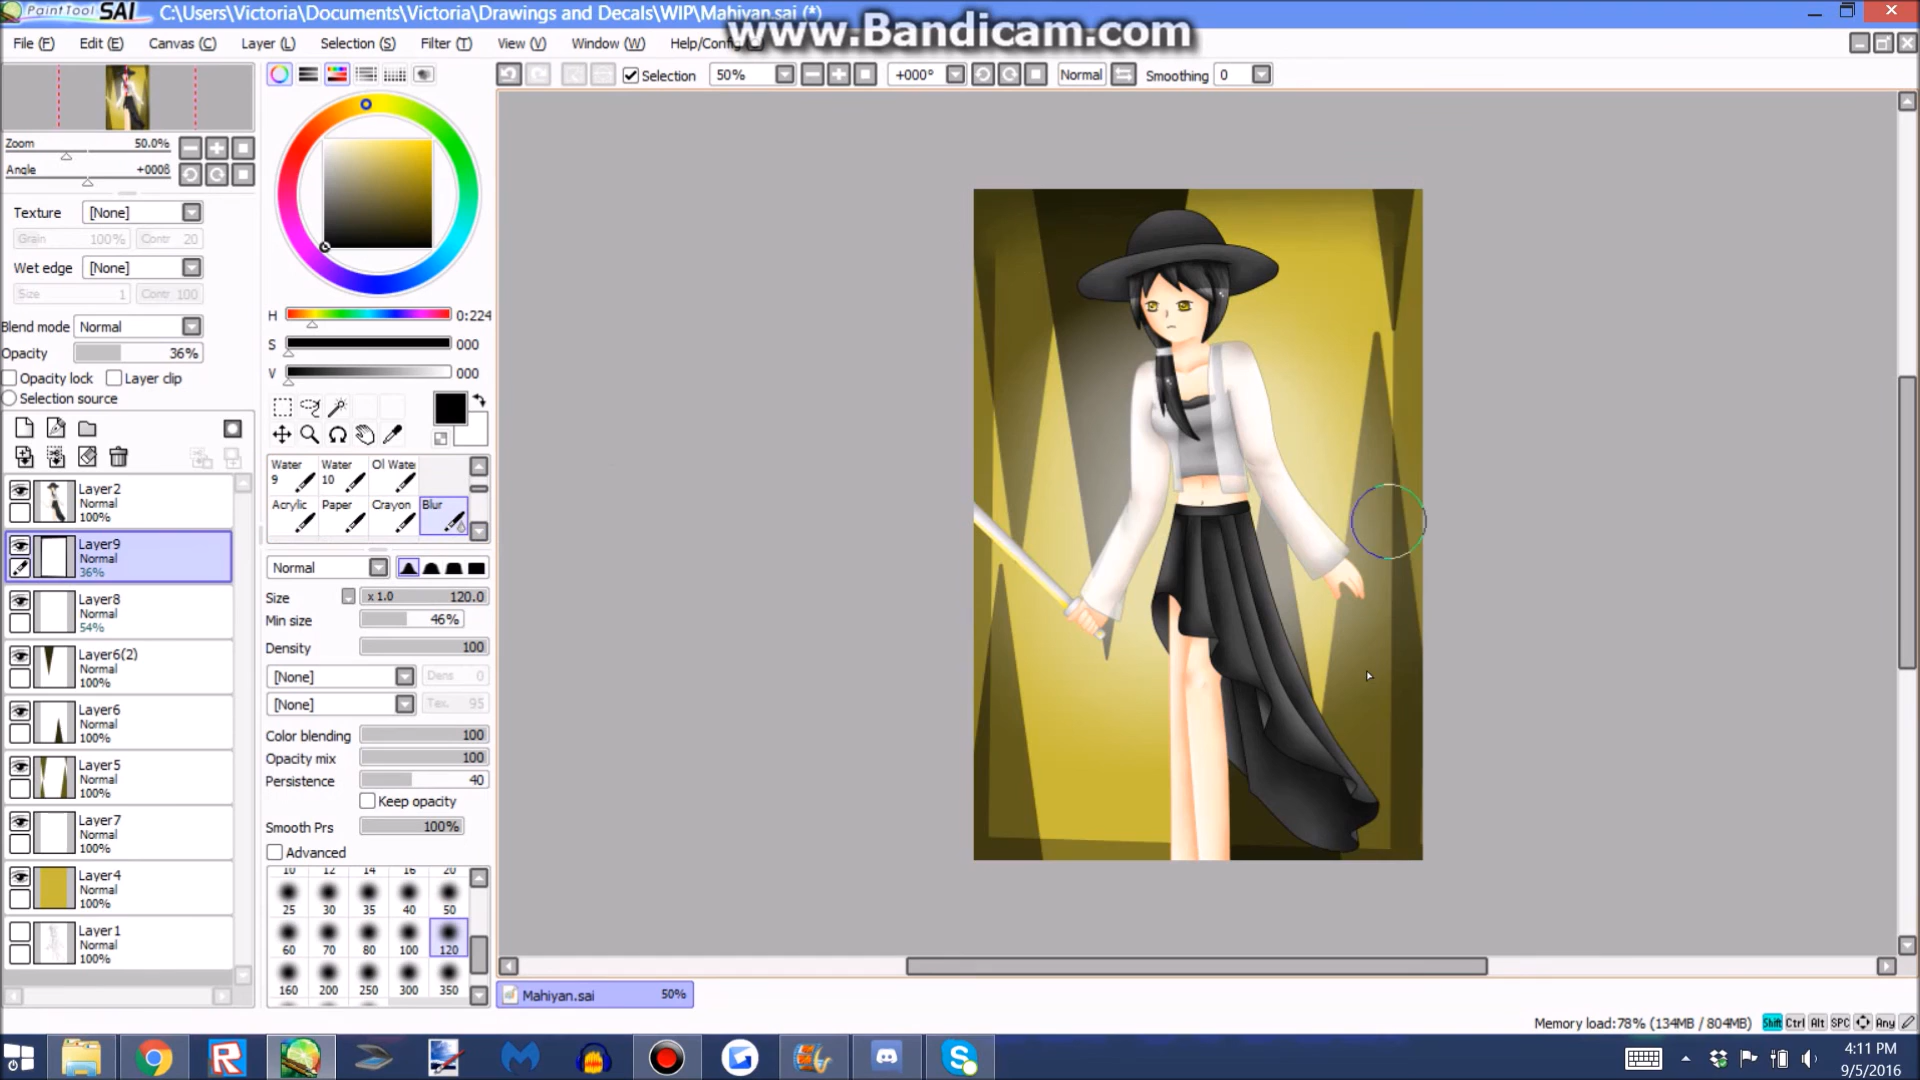 PaintTool SAI C:\Users\Victoria\Documents\Victoria\Drawings and Decals\WIP\Mahiyan.sai (*)
www.Bandicam.com
File (F) Edit (E) Canvas (C) Layer (L) Selection (S) Filter (T) View (V) Window (W)
Selection 50% +000° Normal Smoothing 0
Zoom 50.0%
Angle
Texture [None]
Grain 100% Contr 20
Wet edge [None]
Size 1 Contr 100
Blend mode Normal
Opacity 36%
Opacity lock Layer clip
Selection source
Layer2
Normal
100%
Layer9
Normal
36%
Layer8
Normal
54%
Layer6(2)
Normal
100%
Layer6
Normal
100%
Layer5
Normal
100%
Layer7
Normal
100%
Layer4
Normal
100%
Layer1
Normal
100%
H 0:224
S 000
V 000
Water 9 Water 10 Ol Wate
Acrylic Paper Crayon Blur
Normal
Size x 1.0 120.0
Min size 46%
Density 100
[None] Dens 0
[None] Tex. 95
Color blending 100
Opacity mix 100
Persistence 40
Keep opacity
Smooth Prs 100%
Advanced
10 12 14 16 20
25 30 35 40 50
60 70 80 100 120
160 200 250 300 350
Mahiyan.sai 50%
Memory load:78% (134MB / 804MB) Shift Ctrl Alt SPC Any
4:11 PM
9/5/2016